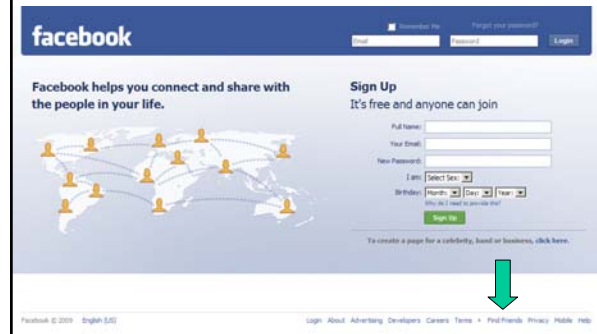 facebook
Remember Me Forgot your password?
Email Password Login
Facebook helps you connect and share with
the people in your life.
Sign Up
It's free and anyone can join
Full Name:
Your Email:
New Password:
I am: Select Sex:
Birthday: Month: Day: Year:
Why do I need to provide this?
Sign Up
To create a page for a celebrity, band or business, click here.
Facebook © 2009 English (US)
Login About Advertising Developers Careers Terms • Find Friends Privacy Mobile Help